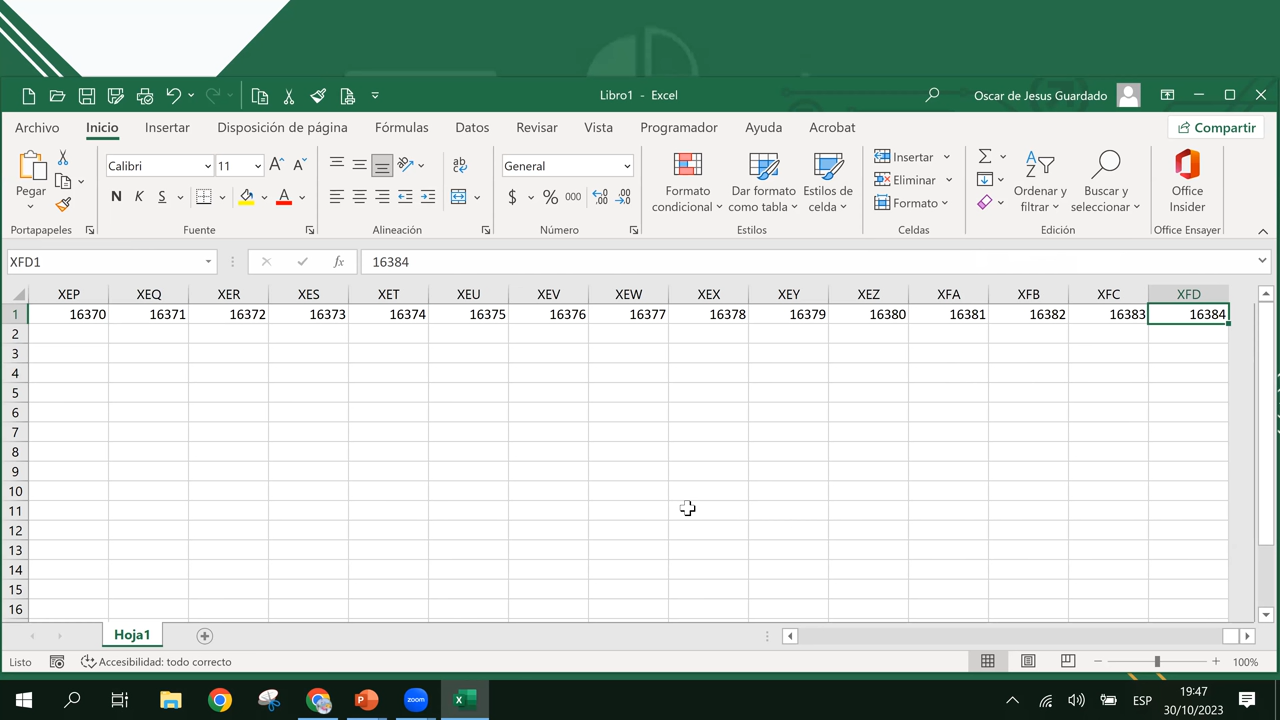 Libro1 - Excel
Oscar de Jesus Guardado
Archivo Inicio Insertar Disposición de página Fórmulas Datos Revisar Vista Programador Ayuda Acrobat Compartir
Pegar
Portapapeles
Calibri 11
N K S
Fuente
ab
Alineación
General
$ % 000
Número
Formato condicional
Dar formato como tabla
Estilos de celda
Estilos
Insertar
Eliminar
Formato
Celdas
Ordenar y filtrar
Buscar y seleccionar
Edición
Office Insider
Office Ensayer
XFD1 fx 16384
XEP XEQ XER XES XET XEU XEV XEW XEX XEY XEZ XFA XFB XFC XFD
1 16370 16371 16372 16373 16374 16375 16376 16377 16378 16379 16380 16381 16382 16383 16384
2
3
4
5
6
7
8
9
10
11
12
13
14
15
16
Hoja1
Listo Accesibilidad: todo correcto 100%
zoom
ESP
19:47
30/10/2023